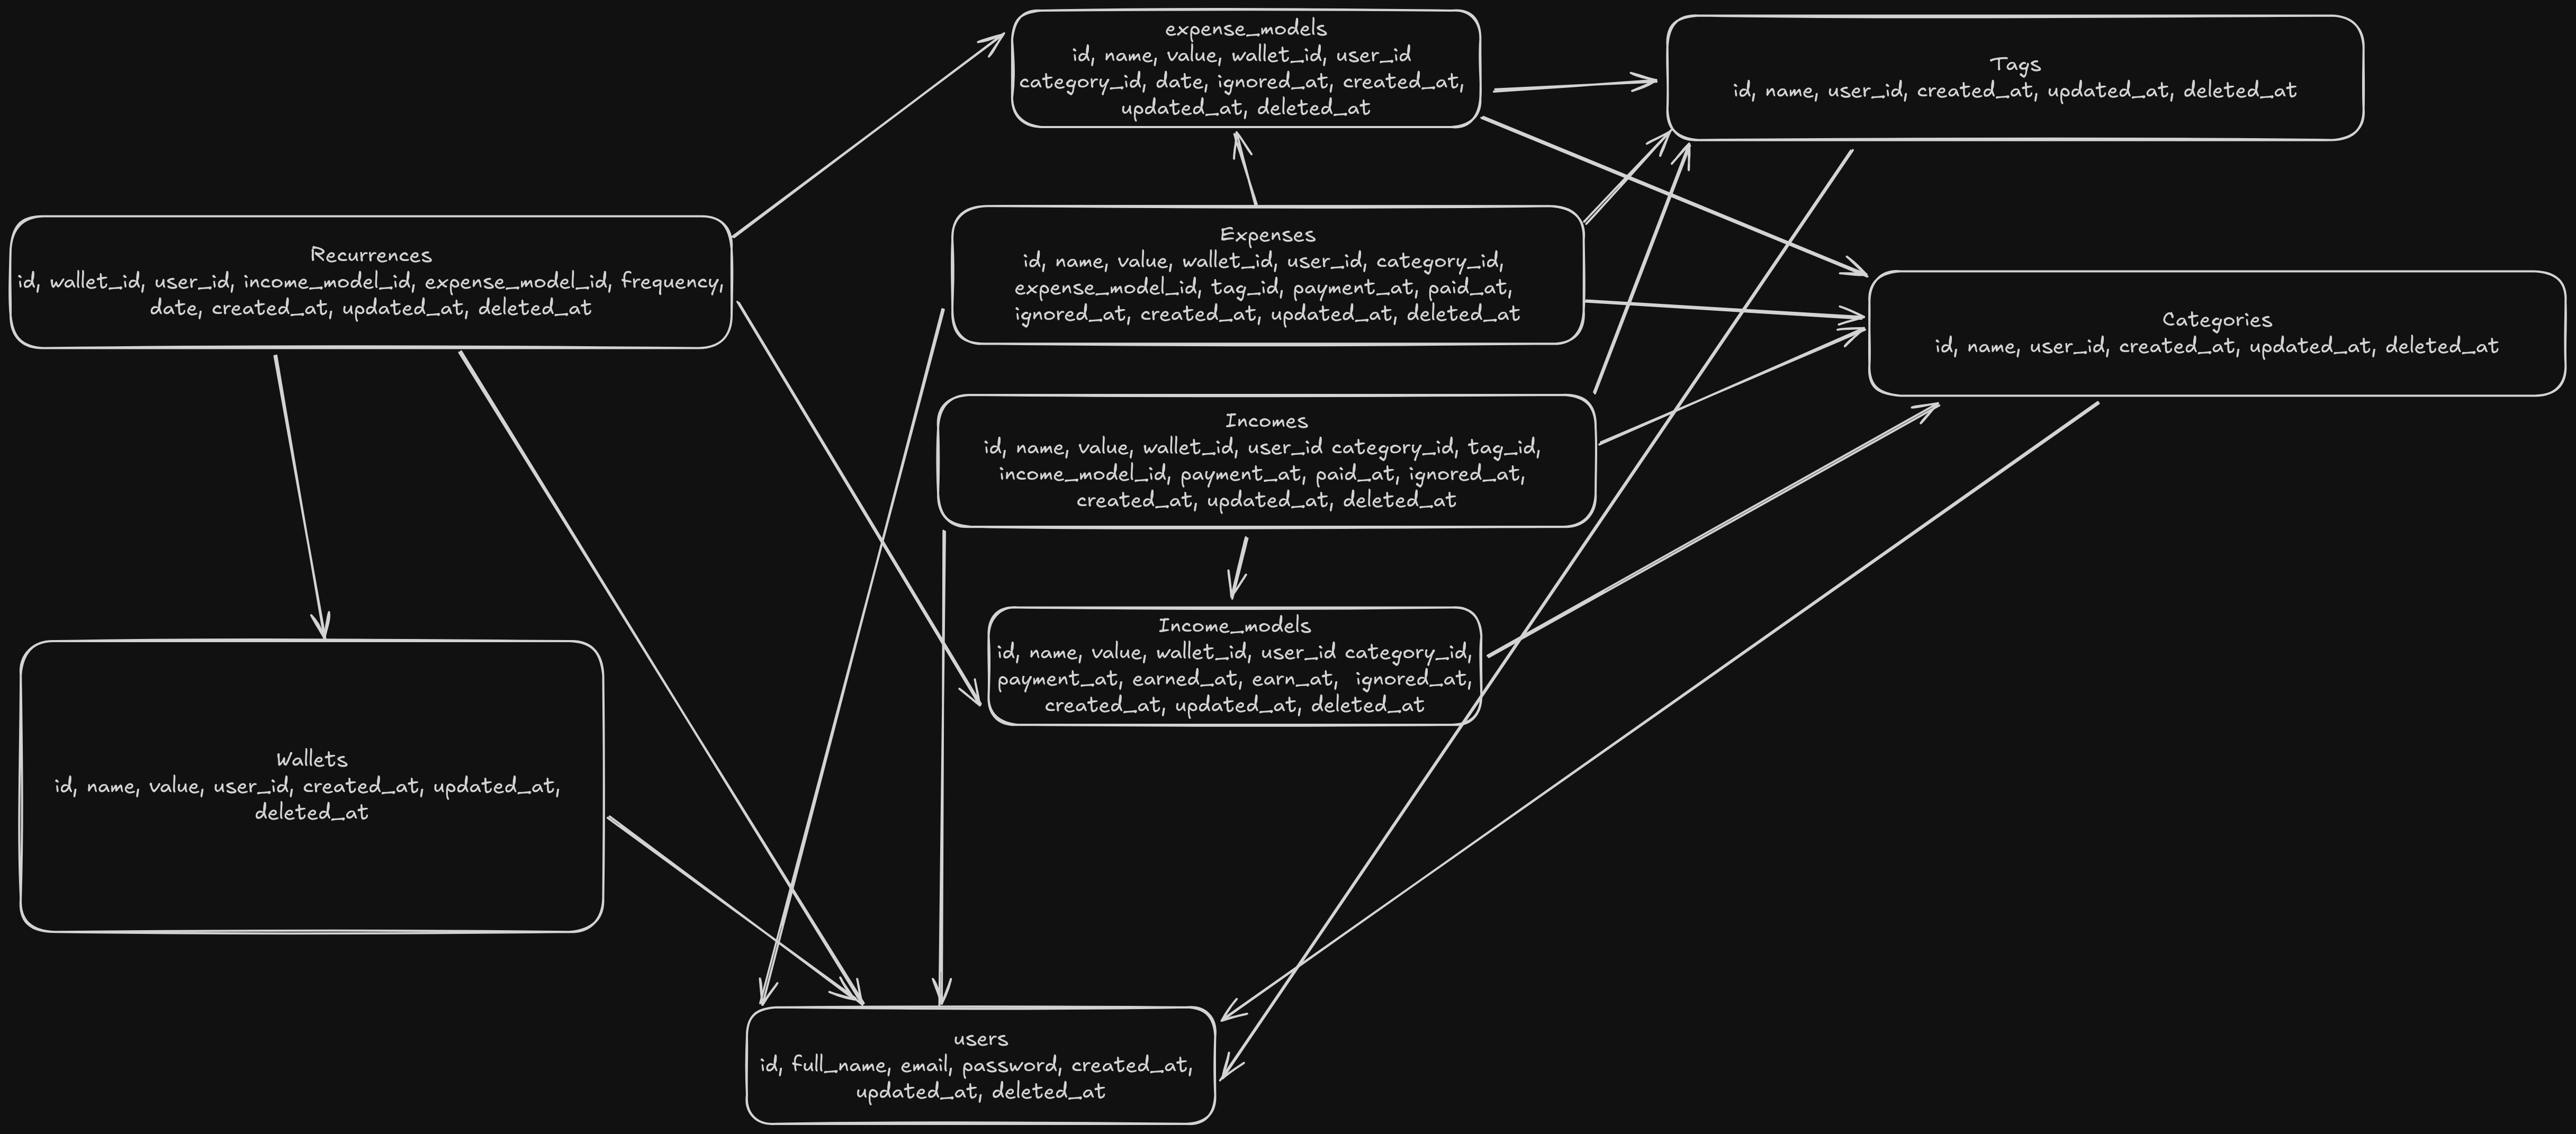 expense_models
id, name, value, wallet_id, user_id
category_id, date, ignored_at, created_at,
updated_at, deleted_at
Tags
id, name, user_id, created_at, updated_at, deleted_at
Recurrences
id, wallet_id, user_id, income_model_id, expense_model_id, frequency,
date, created_at, updated_at, deleted_at
Expenses
id, name, value, wallet_id, user_id, category_id,
expense_model_id, tag_id, payment_at, paid_at,
ignored_at, created_at, updated_at, deleted_at
Categories
id, name, user_id, created_at, updated_at, deleted_at
Incomes
id, name, value, wallet_id, user_id category_id, tag_id,
income_model_id, payment_at, paid_at, ignored_at,
created_at, updated_at, deleted_at
Income_models
id, name, value, wallet_id, user_id category_id,
payment_at, earned_at, earn_at,  ignored_at,
created_at, updated_at, deleted_at
Wallets
id, name, value, user_id, created_at, updated_at,
deleted_at
users
id, full_name, email, password, created_at,
updated_at, deleted_at